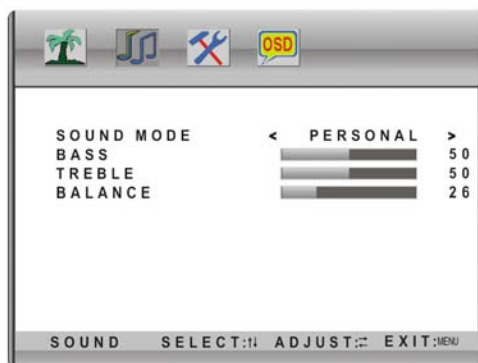 OSD
SOUND MODE < PERSONAL >
BASS 50
TREBLE 50
BALANCE 26
SOUND SELECT:↑↓ ADJUST:⇄ EXIT:MENU